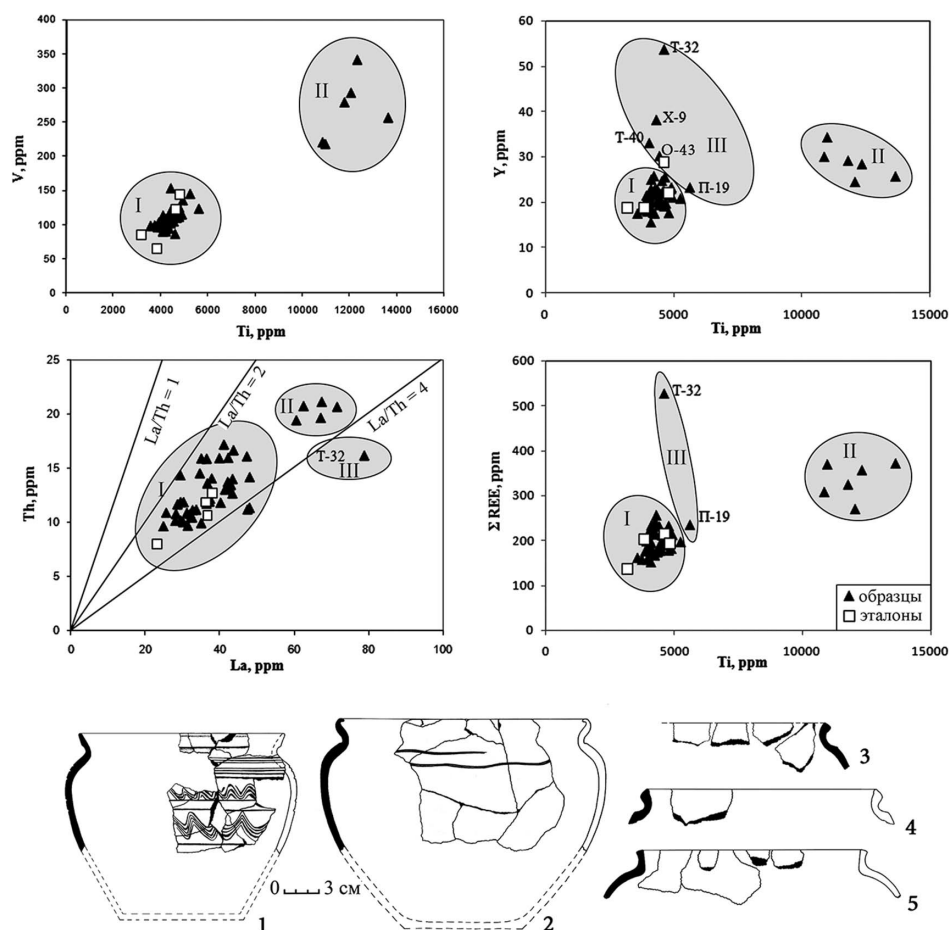 400
350
300
250
200
150
100
50
0
V, ppm
I
II
0 2000 4000 6000 8000 10000 12000 14000 16000
Ti, ppm
60
50
40
30
20
10
0
Y, ppm
Т-32
Х-9
Т-40
О-43
III
I
П-19
II
0 5000 10000 15000
Ti, ppm
25
20
15
10
5
0
Th, ppm
La/Th = 1
La/Th = 2
La/Th = 4
I
II
Т-32
III
0 20 40 60 80 100
La, ppm
600
500
400
300
200
100
0
Σ REE, ppm
Т-32
III
II
I
П-19
образцы
эталоны
0 5000 10000 15000
Ti, ppm
0 3 см
1
2
3
4
5